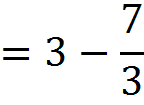 = 3 − 7/3